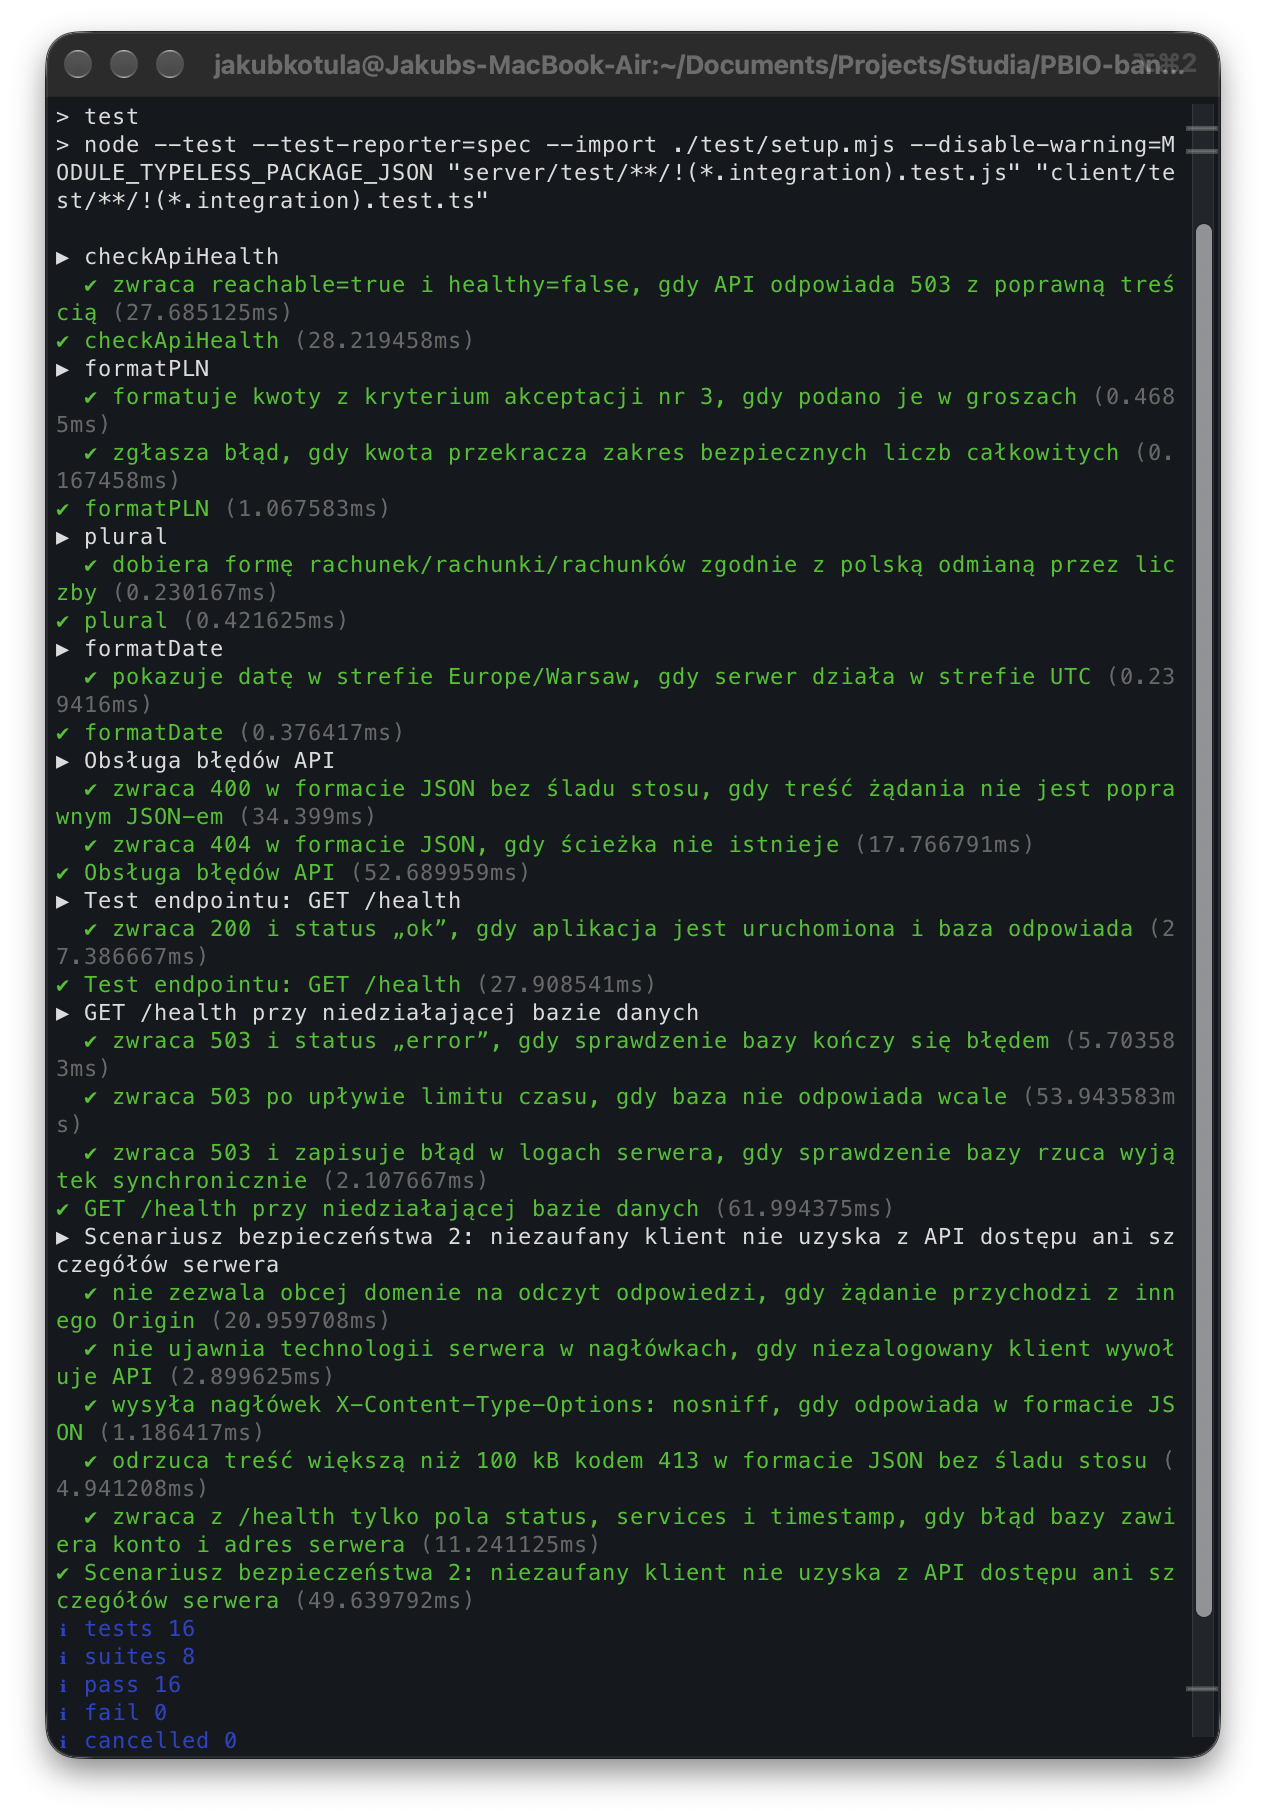 jakubkotula@Jakubs-MacBook-Air:~/Documents/Projects/Studia/PBIO-ban...
> test
> node --test --test-reporter=spec --import ./test/setup.mjs --disable-warning=M
ODULE_TYPELESS_PACKAGE_JSON "server/test/**/!(*.integration).test.js" "client/te
st/**/!(*.integration).test.ts"
▶ checkApiHealth
✔ zwraca reachable=true i healthy=false, gdy API odpowiada 503 z poprawną treś
cią (27.685125ms)
✔ checkApiHealth (28.219458ms)
▶ formatPLN
✔ formatuje kwoty z kryterium akceptacji nr 3, gdy podano je w groszach (0.468
5ms)
✔ zgłasza błąd, gdy kwota przekracza zakres bezpiecznych liczb całkowitych (0.
167458ms)
✔ formatPLN (1.067583ms)
▶ plural
✔ dobiera formę rachunek/rachunki/rachunków zgodnie z polską odmianą przez lic
zby (0.230167ms)
✔ plural (0.421625ms)
▶ formatDate
✔ pokazuje datę w strefie Europe/Warsaw, gdy serwer działa w strefie UTC (0.23
9416ms)
✔ formatDate (0.376417ms)
▶ Obsługa błędów API
✔ zwraca 400 w formacie JSON bez śladu stosu, gdy treść żądania nie jest popra
wnym JSON-em (34.399ms)
✔ zwraca 404 w formacie JSON, gdy ścieżka nie istnieje (17.766791ms)
✔ Obsługa błędów API (52.689959ms)
▶ Test endpointu: GET /health
✔ zwraca 200 i status „ok”, gdy aplikacja jest uruchomiona i baza odpowiada (2
7.386667ms)
✔ Test endpointu: GET /health (27.908541ms)
▶ GET /health przy niedziałającej bazie danych
✔ zwraca 503 i status „error”, gdy sprawdzenie bazy kończy się błędem (5.70358
3ms)
✔ zwraca 503 po upływie limitu czasu, gdy baza nie odpowiada wcale (53.943583m
s)
✔ zwraca 503 i zapisuje błąd w logach serwera, gdy sprawdzenie bazy rzuca wyją
tek synchronicznie (2.107667ms)
✔ GET /health przy niedziałającej bazie danych (61.994375ms)
▶ Scenariusz bezpieczeństwa 2: niezaufany klient nie uzyska z API dostępu ani sz
czegółów serwera
✔ nie zezwala obcej domenie na odczyt odpowiedzi, gdy żądanie przychodzi z inn
ego Origin (20.959708ms)
✔ nie ujawnia technologii serwera w nagłówkach, gdy niezalogowany klient wywoł
uje API (2.899625ms)
✔ wysyła nagłówek X-Content-Type-Options: nosniff, gdy odpowiada w formacie JS
ON (1.186417ms)
✔ odrzuca treść większą niż 100 kB kodem 413 w formacie JSON bez śladu stosu (
4.941208ms)
✔ zwraca z /health tylko pola status, services i timestamp, gdy błąd bazy zawi
era konto i adres serwera (11.241125ms)
✔ Scenariusz bezpieczeństwa 2: niezaufany klient nie uzyska z API dostępu ani sz
czegółów serwera (49.639792ms)
ℹ tests 16
ℹ suites 8
ℹ pass 16
ℹ fail 0
ℹ cancelled 0